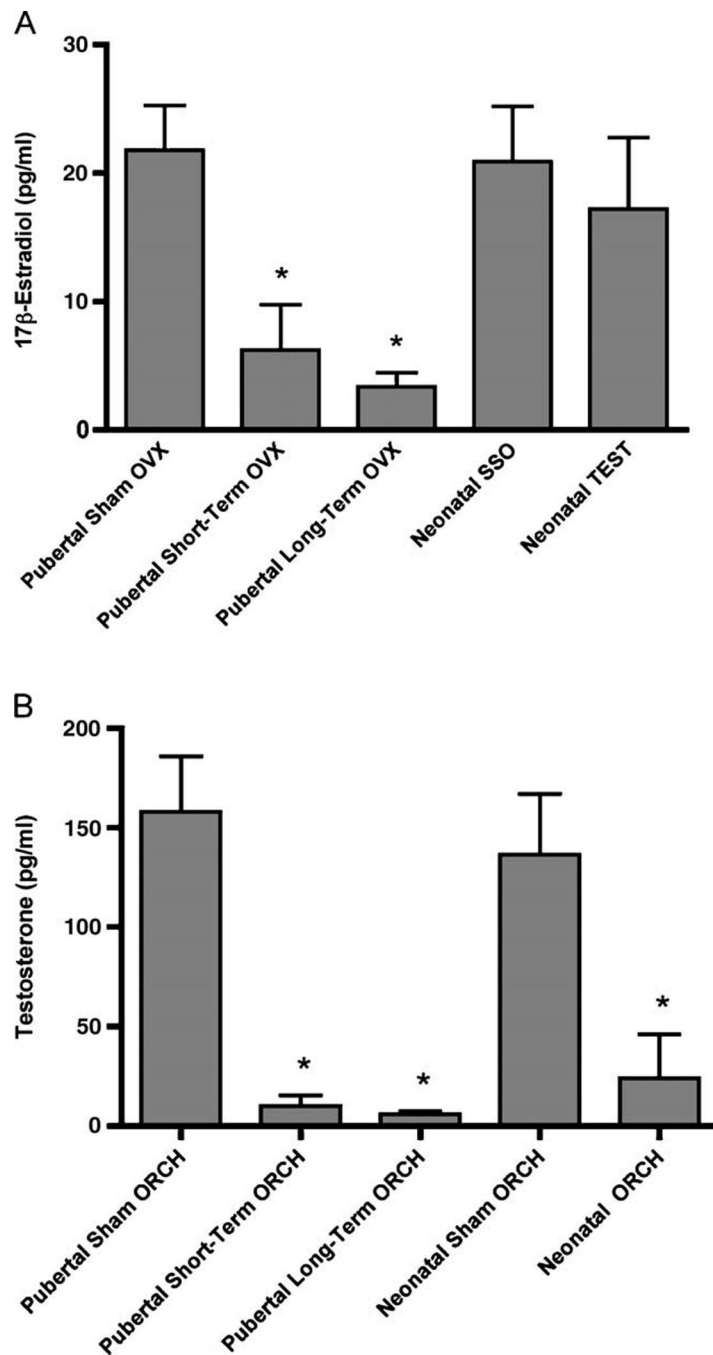 A
30
20
10
0
17β-Estradiol (pg/ml)
*
*
Pubertal Sham OVX
Pubertal Short-Term OVX
Pubertal Long-Term OVX
Neonatal SSO
Neonatal TEST
B
200
150
100
50
0
Testosterone (pg/ml)
*
*
*
Pubertal Sham ORCH
Pubertal Short-Term ORCH
Pubertal Long-Term ORCH
Neonatal Sham ORCH
Neonatal ORCH